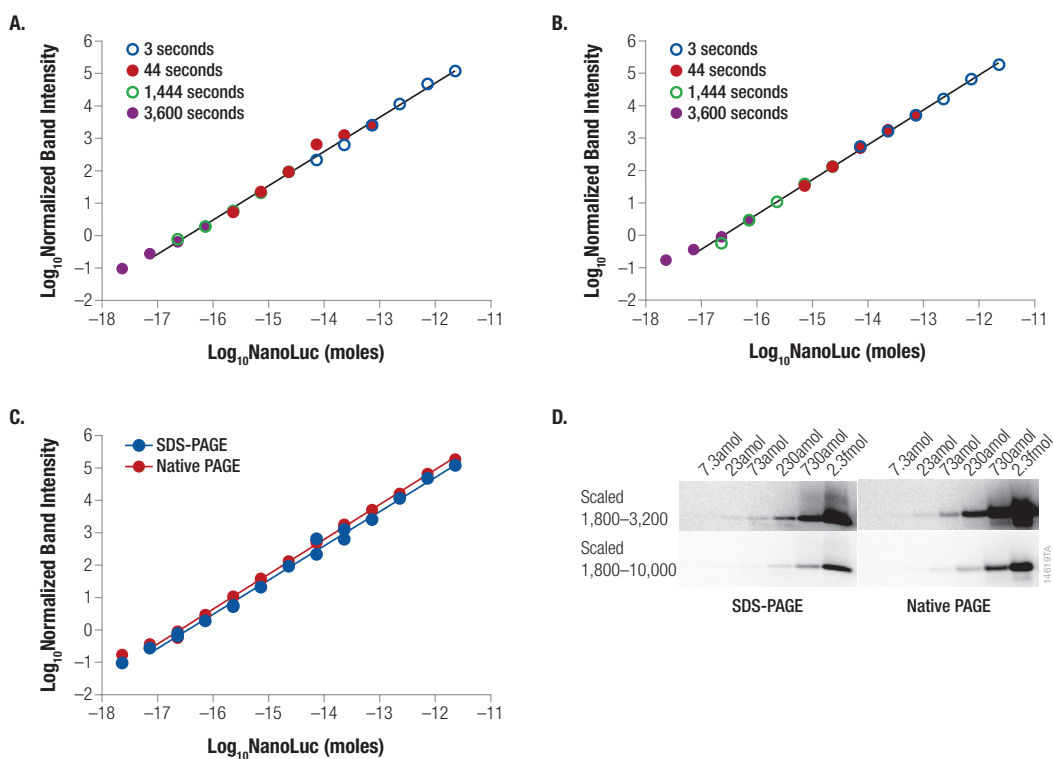 A.
Log10Normalized Band Intensity
6
5
4
3
2
1
0
–1
–2
3 seconds
44 seconds
1,444 seconds
3,600 seconds
–18 –17 –16 –15 –14 –13 –12 –11
Log10NanoLuc (moles)
B.
Log10Normalized Band Intensity
6
5
4
3
2
1
0
–1
–2
3 seconds
44 seconds
1,444 seconds
3,600 seconds
–18 –17 –16 –15 –14 –13 –12 –11
Log10NanoLuc (moles)
C.
Log10Normalized Band Intensity
6
5
4
3
2
1
0
–1
–2
SDS-PAGE
Native PAGE
–18 –17 –16 –15 –14 –13 –12 –11
Log10NanoLuc (moles)
D.
7.3amol 23amol 73amol 230amol 730amol 2.3fmol 7.3amol 23amol 73amol 230amol 730amol 2.3fmol
Scaled
1,800–3,200
Scaled
1,800–10,000
SDS-PAGE Native PAGE
14619TA